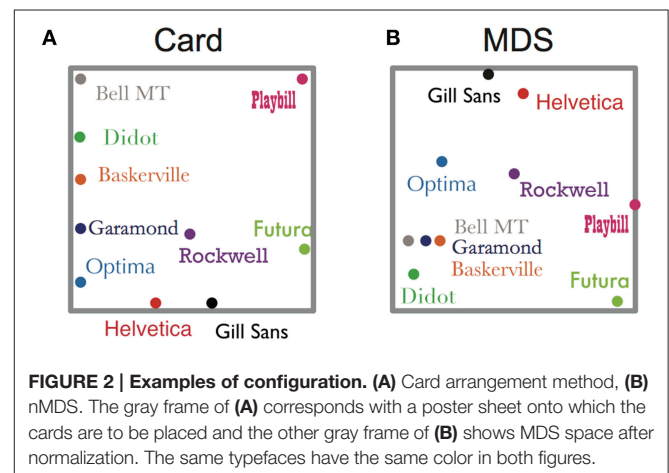 A Card
B MDS
Bell MT
Playbill
Didot
Baskerville
Garamond
Futura
Rockwell
Optima
Helvetica
Gill Sans
Gill Sans
Helvetica
Optima
Rockwell
Bell MT
Playbill
Garamond
Baskerville
Didot
Futura
FIGURE 2 | Examples of configuration. (A) Card arrangement method, (B)
nMDS. The gray frame of (A) corresponds with a poster sheet onto which the
cards are to be placed and the other gray frame of (B) shows MDS space after
normalization. The same typefaces have the same color in both figures.